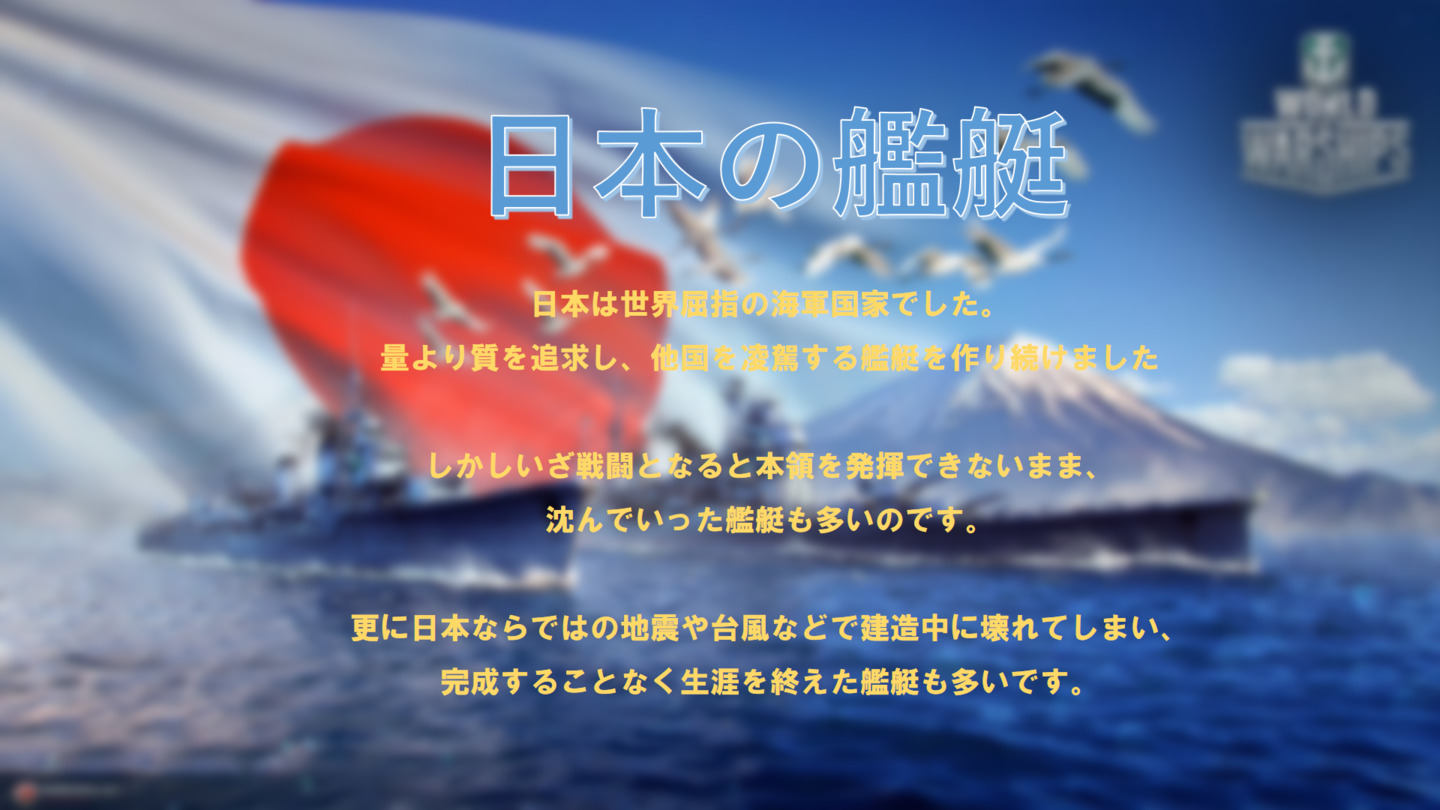 WORLD
WARSHIPS
日本の艦艇
日本は世界屈指の海軍国家でした。
量より質を追求し、他国を凌駕する艦艇を作り続けました
しかしいざ戦闘となると本領を発揮できないまま、
沈んでいった艦艇も多いのです。
更に日本ならではの地震や台風などで建造中に壊れてしまい、
完成することなく生涯を終えた艦艇も多いです。